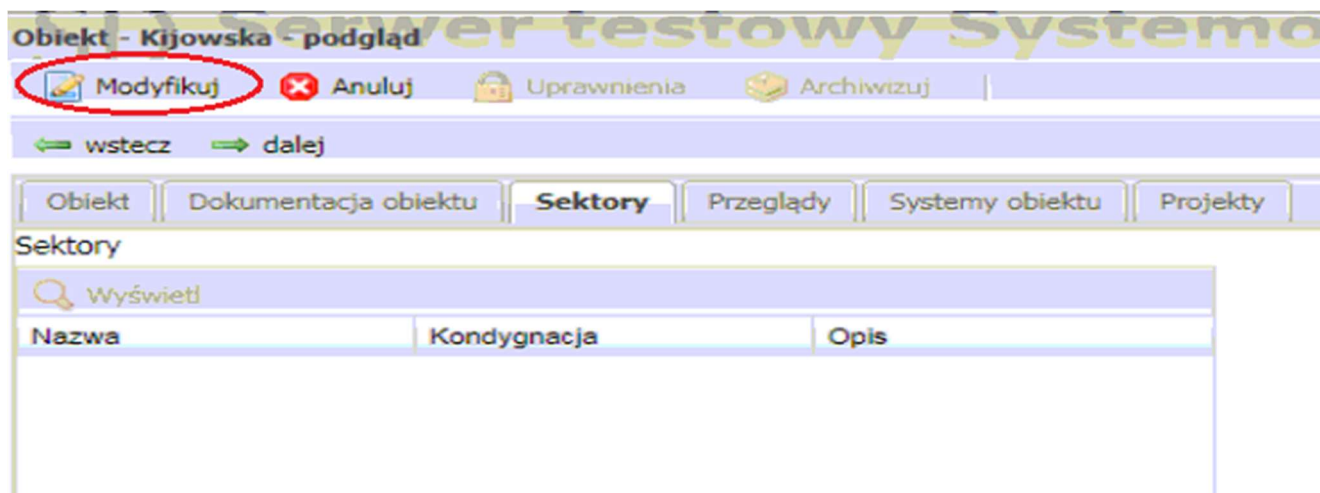 Serwer testowy Systemo
Obiekt - Kijowska - podgląd
Modyfikuj Anuluj Uprawnienia Archiwizuj
wstecz dalej
Obiekt Dokumentacja obiektu Sektory Przeglądy Systemy obiektu Projekty
Sektory
Wyświetl
Nazwa Kondygnacja Opis